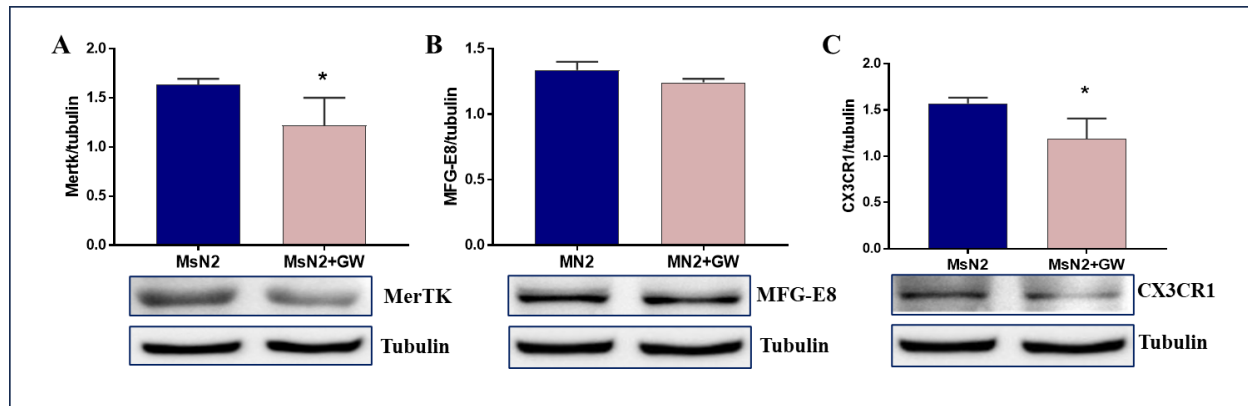 A
Mertk/tubulin
2.0
1.5
1.0
0.5
0.0
*
MsN2
MsN2+GW
MerTK
Tubulin
B
MFG-E8/tubulin
1.5
1.0
0.5
0.0
MN2
MN2+GW
MFG-E8
Tubulin
C
CX3CR1/tubulin
2.0
1.5
1.0
0.5
0.0
*
MsN2
MsN2+GW
CX3CR1
Tubulin